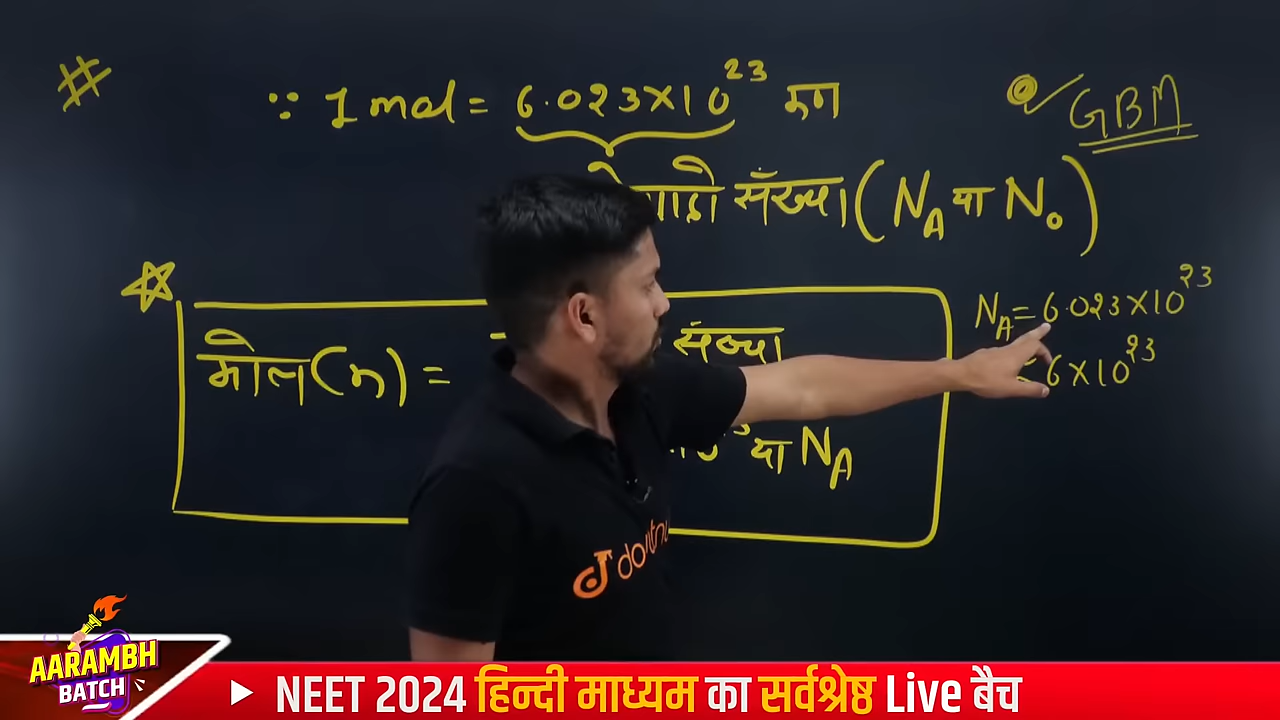 ∵ 1 mol = 6.023×10²³ कण
GBM
संख्या (N_A या N₀)
मोल (n) = संख्या
या N_A
N_A = 6.023×10²³
= 6×10²³
AARAMBH
BATCH
NEET 2024 हिन्दी माध्यम का सर्वश्रेष्ठ Live बैच